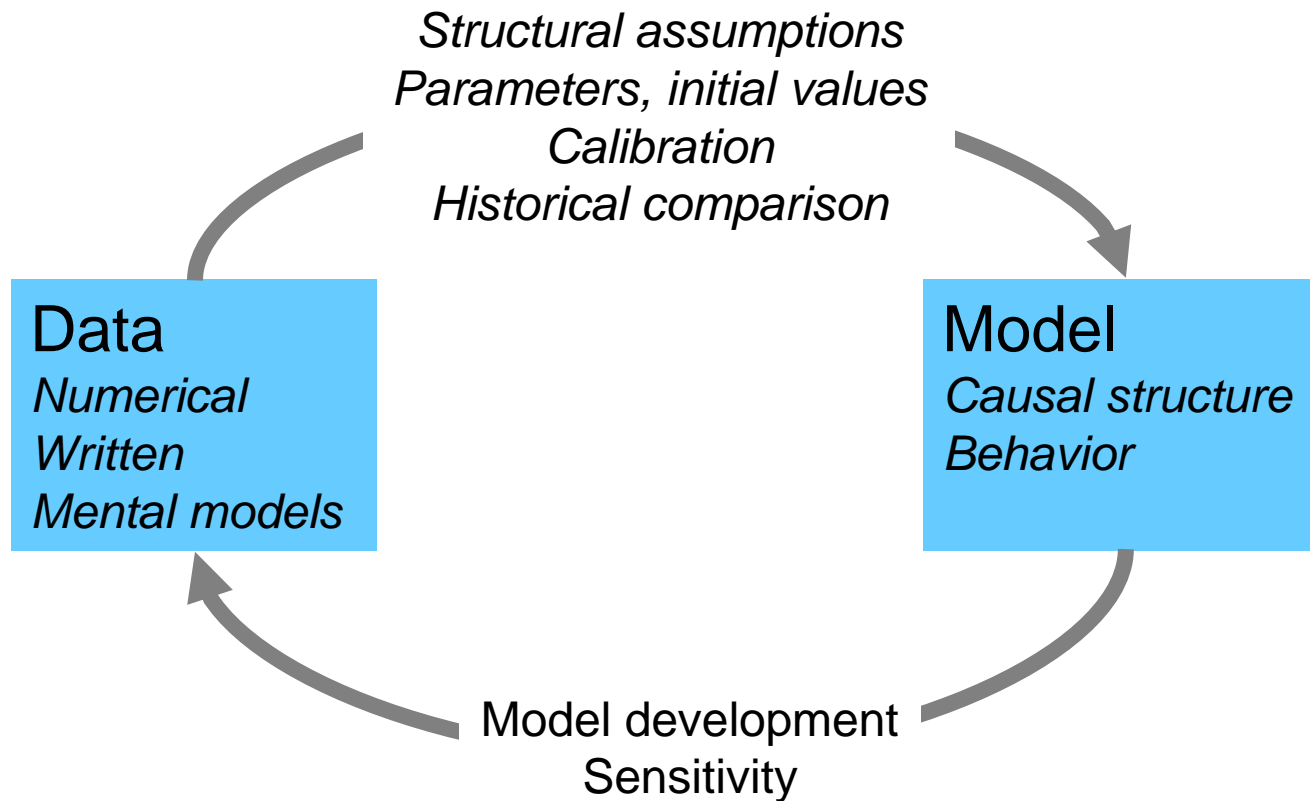 Structural assumptions
Parameters, initial values
Calibration
Historical comparison
Data
Numerical
Written
Mental models
Model
Causal structure
Behavior
Model development
Sensitivity